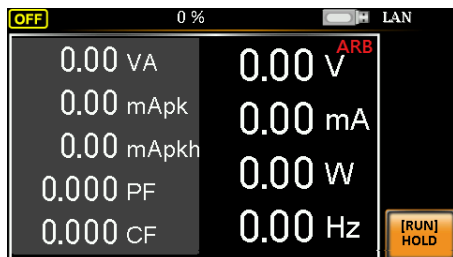 OFF 0 % LAN
ARB
0.00 VA 0.00 V
0.00 mApk 0.00 mA
0.00 mApkh 0.00 W
0.000 PF 0.00 Hz
0.000 CF
[RUN]
HOLD